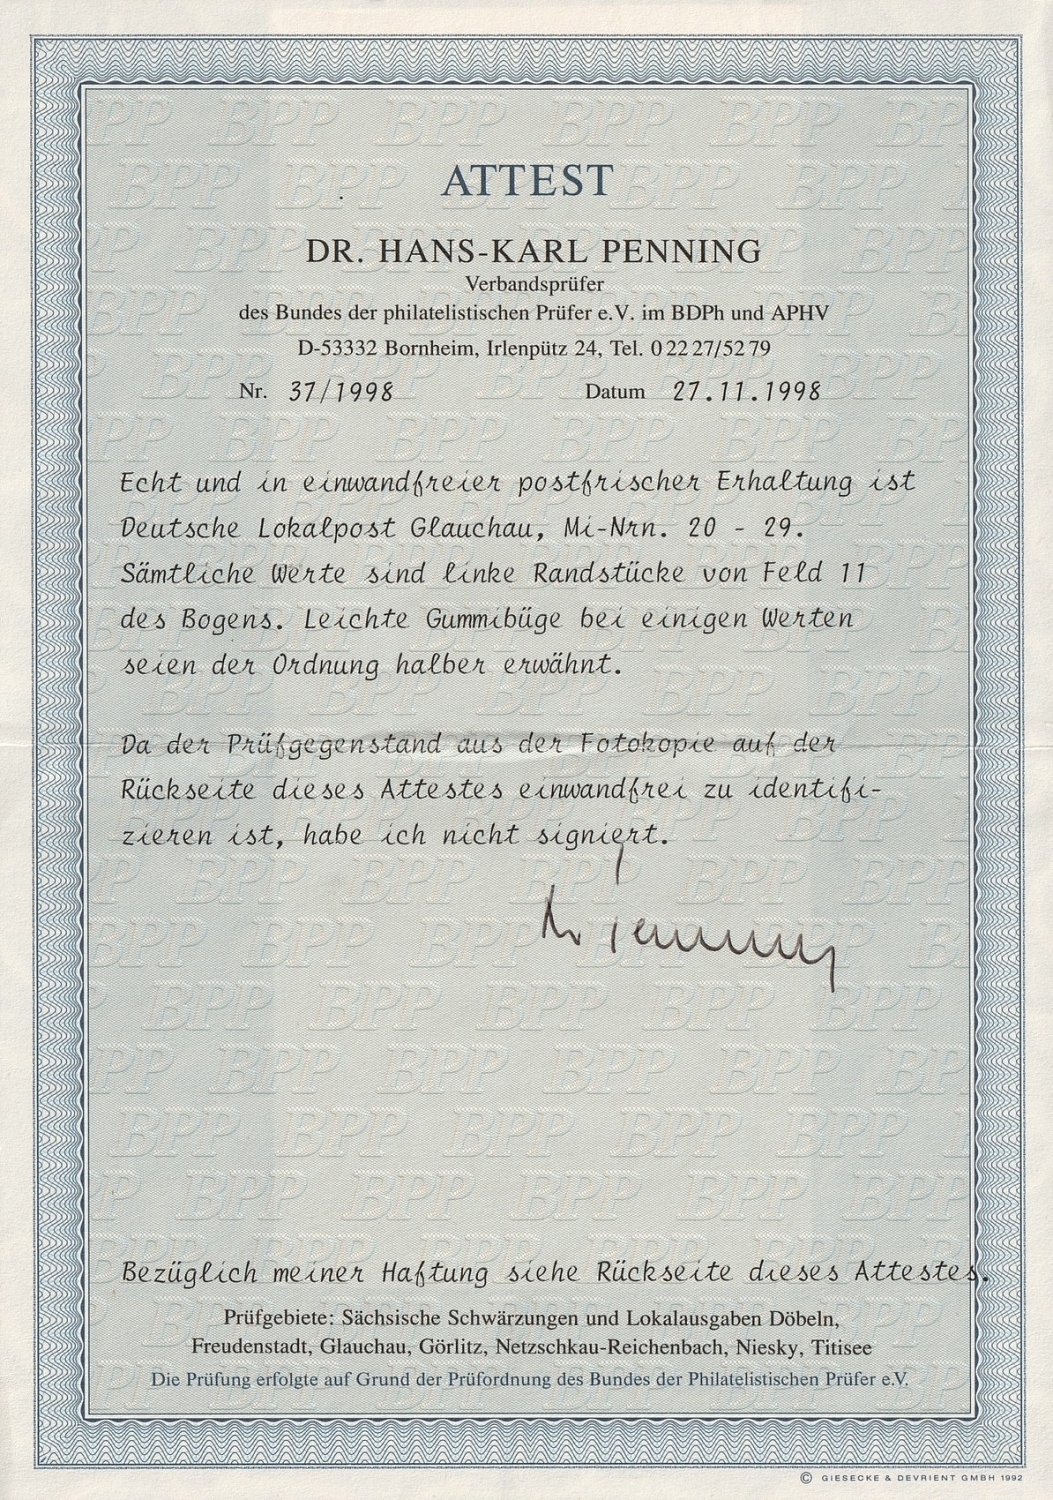 ATTEST
DR. HANS-KARL PENNING
Verbandsprüfer
des Bundes der philatelistischen Prüfer e.V. im BDPh und APHV
D-53332 Bornheim, Irlenpütz 24, Tel. 0 22 27/52 79
Nr. 37/1998 Datum 27.11.1998
Echt und in einwandfreier postfrischer Erhaltung ist
Deutsche Lokalpost Glauchau, Mi-Nrn. 20 - 29.
Sämtliche Werte sind linke Randstücke von Feld 11
des Bogens. Leichte Gummibüge bei einigen Werten
seien der Ordnung halber erwähnt.
Da der Prüfgegenstand aus der Fotokopie auf der
Rückseite dieses Attestes einwandfrei zu identifi-
zieren ist, habe ich nicht signiert.
Dr Penning
Bezüglich meiner Haftung siehe Rückseite dieses Attestes.
Prüfgebiete: Sächsische Schwärzungen und Lokalausgaben Döbeln,
Freudenstadt, Glauchau, Görlitz, Netzschkau-Reichenbach, Niesky, Titisee
Die Prüfung erfolgte auf Grund der Prüfordnung des Bundes der Philatelistischen Prüfer e.V.
© GIESECKE & DEVRIENT GMBH 1992